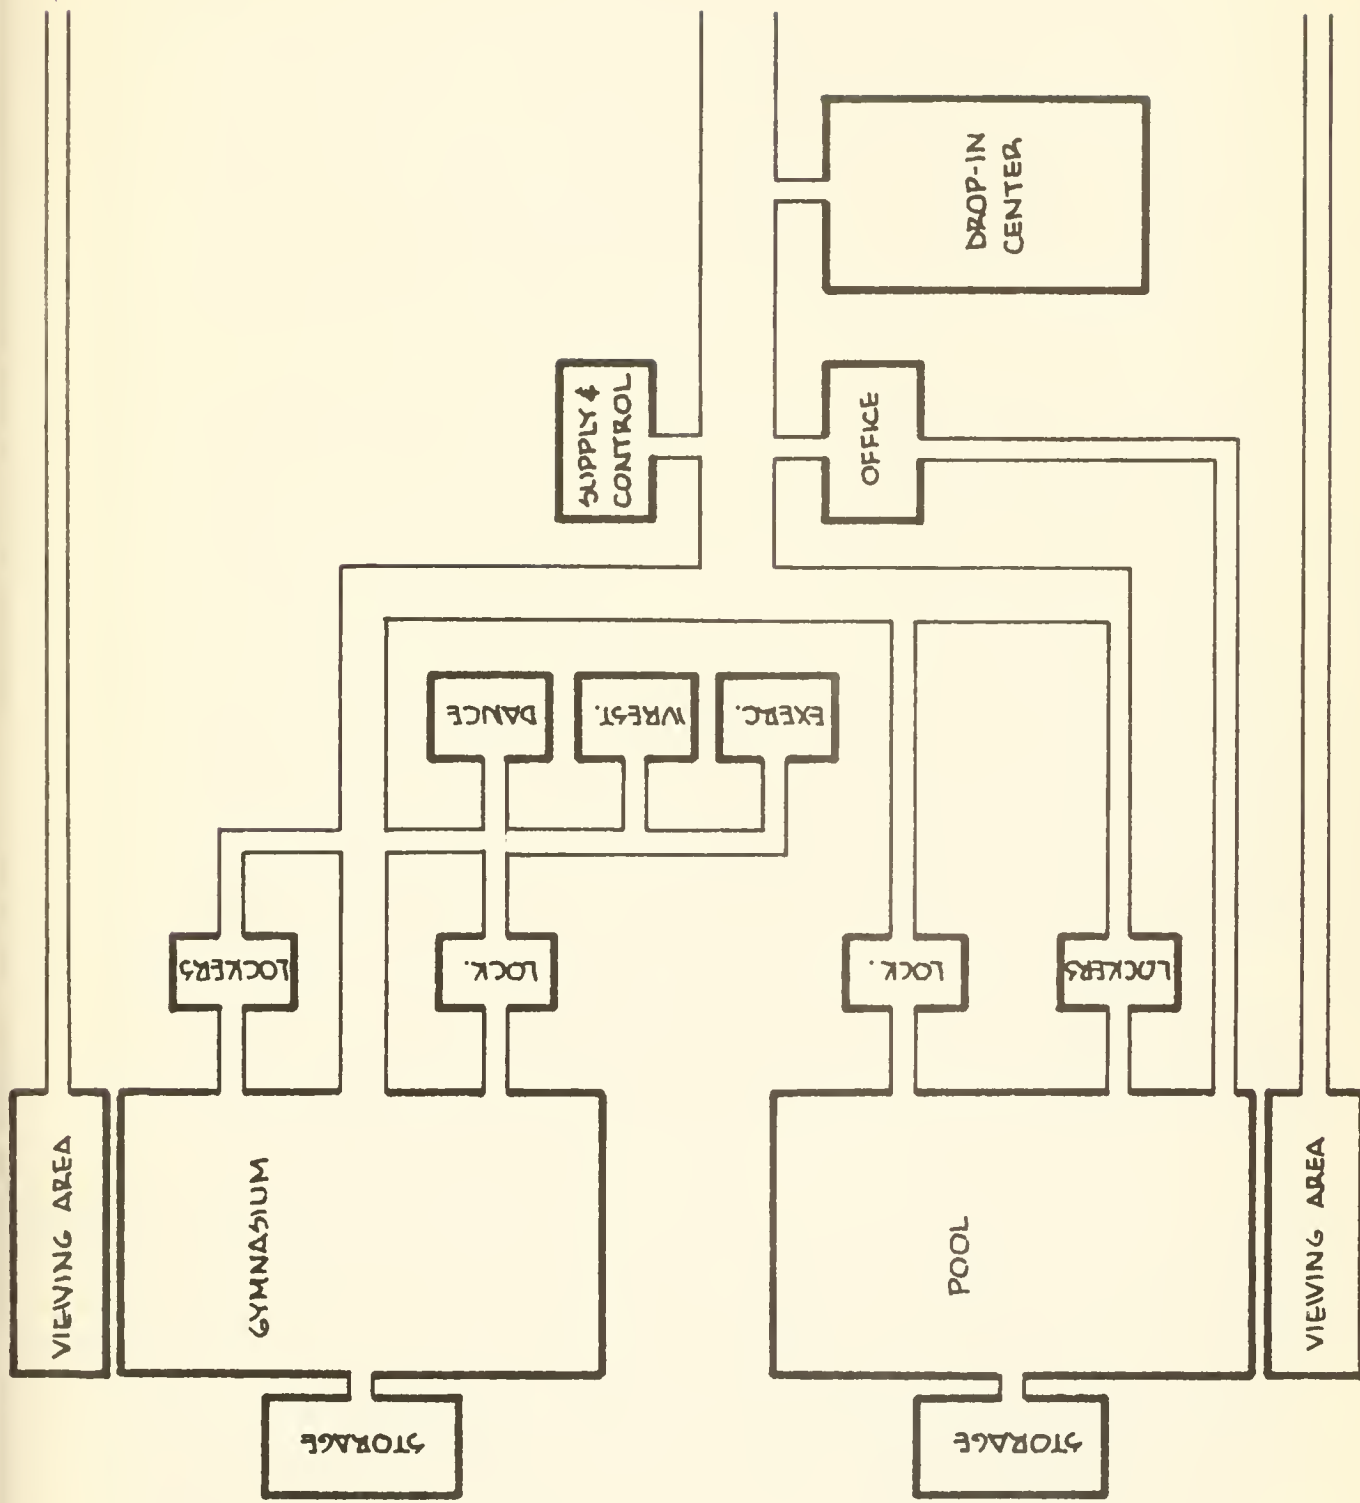 DROP-IN
CENTER
SUPPLY &
CONTROL
OFFICE
DANCE
WREST.
EXERC.
LOCKERS
LOCK.
LOCK.
LOCKERS
VIEWING AREA
GYMNASIUM
POOL
VIEWING AREA
STORAGE
STORAGE